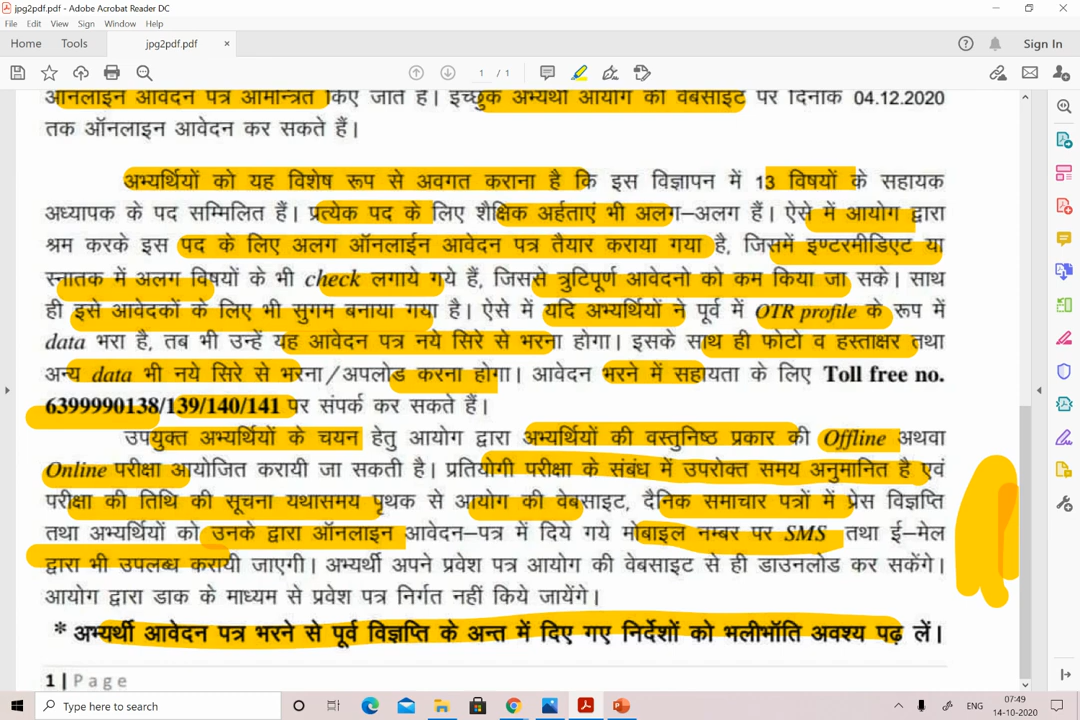 jpg2pdf.pdf - Adobe Acrobat Reader DC
File Edit View Sign Window Help
Home Tools jpg2pdf.pdf × Sign In
1 / 1
आनलाइन आवेदन पत्र आमन्त्रित किए जाते हैं। इच्छुक अभ्यर्थी आयोग की वेबसाइट पर दिनांक 04.12.2020
तक ऑनलाइन आवेदन कर सकते हैं।
अभ्यर्थियों को यह विशेष रूप से अवगत कराना है कि इस विज्ञापन में 13 विषयों के सहायक
अध्यापक के पद सम्मिलित हैं। प्रत्येक पद के लिए शैक्षिक अर्हताएं भी अलग–अलग हैं। ऐसे में आयोग द्वारा
श्रम करके इस पद के लिए अलग ऑनलाईन आवेदन पत्र तैयार कराया गया है, जिसमें इण्टरमीडिएट या
स्नातक में अलग विषयों के भी check लगाये गये हैं, जिससे त्रुटिपूर्ण आवेदनो को कम किया जा सके। साथ
ही इसे आवेदकों के लिए भी सुगम बनाया गया है। ऐसे में यदि अभ्यर्थियों ने पूर्व में OTR profile के रूप में
data भरा है, तब भी उन्हें यह आवेदन पत्र नये सिरे से भरना होगा। इसके साथ ही फोटो व हस्ताक्षर तथा
अन्य data भी नये सिरे से भरना/अपलोड करना होगा। आवेदन भरने में सहायता के लिए Toll free no.
6399990138/139/140/141 पर संपर्क कर सकते हैं।
उपयुक्त अभ्यर्थियों के चयन हेतु आयोग द्वारा अभ्यर्थियों की वस्तुनिष्ठ प्रकार की Offline अथवा
Online परीक्षा आयोजित करायी जा सकती है। प्रतियोगी परीक्षा के संबंध में उपरोक्त समय अनुमानित है एवं
परीक्षा की तिथि की सूचना यथासमय पृथक से आयोग की वेबसाइट, दैनिक समाचार पत्रों में प्रेस विज्ञप्ति
तथा अभ्यर्थियों को उनके द्वारा ऑनलाइन आवेदन–पत्र में दिये गये मोबाइल नम्बर पर SMS तथा ई–मेल
द्वारा भी उपलब्ध करायी जाएगी। अभ्यर्थी अपने प्रवेश पत्र आयोग की वेबसाइट से ही डाउनलोड कर सकेंगे।
आयोग द्वारा डाक के माध्यम से प्रवेश पत्र निर्गत नहीं किये जायेंगे।
* अभ्यर्थी आवेदन पत्र भरने से पूर्व विज्ञप्ति के अन्त में दिए गए निर्देशों को भलीभाँति अवश्य पढ़ लें।
1 | Page
Type here to search
ENG
07:49
14-10-2020